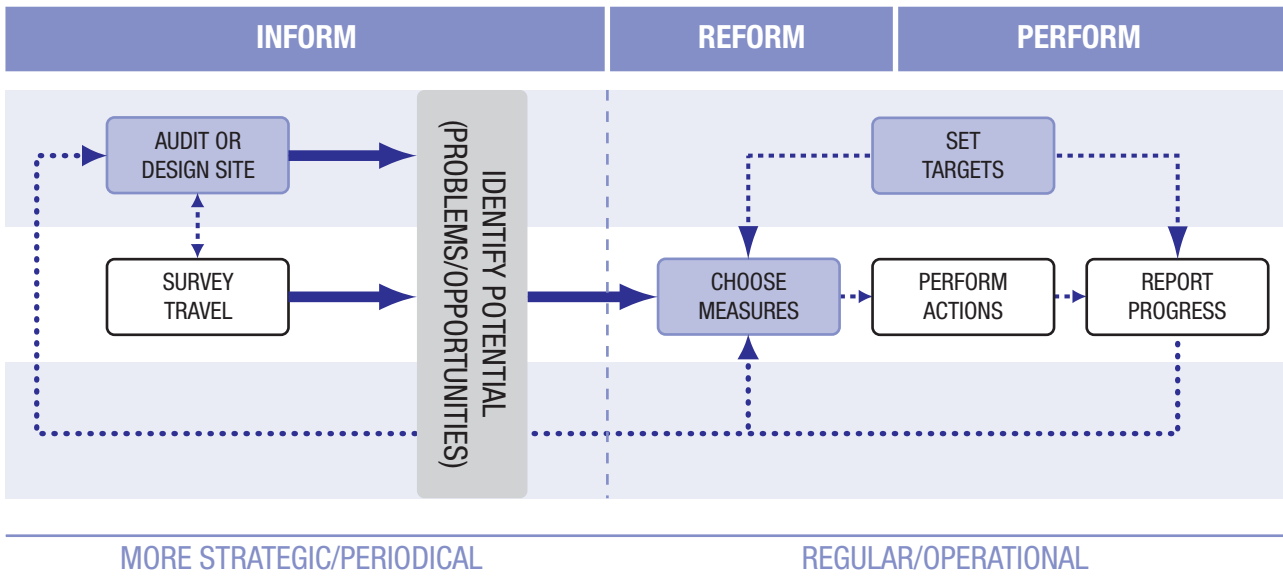 INFORM
REFORM
PERFORM
AUDIT OR
DESIGN SITE
SURVEY
TRAVEL
IDENTIFY POTENTIAL
(PROBLEMS/OPPORTUNITIES)
SET
TARGETS
CHOOSE
MEASURES
PERFORM
ACTIONS
REPORT
PROGRESS
MORE STRATEGIC/PERIODICAL
REGULAR/OPERATIONAL